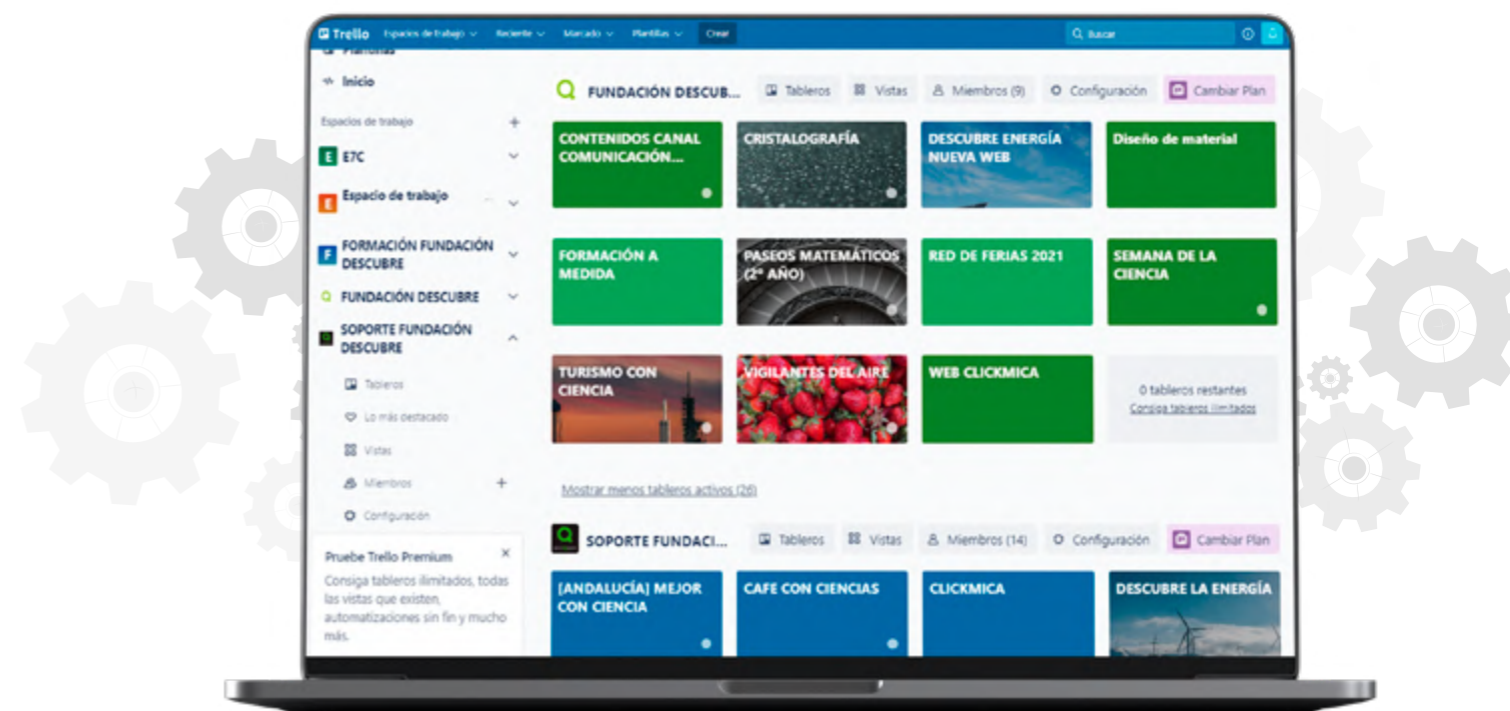 Trello Espacios de trabajo Reciente Marcado Plantillas Crear Buscar
Plantillas
Inicio
Espacios de trabajo
E E7C
E Espacio de trabajo
F FORMACIÓN FUNDACIÓN
DESCUBRE
FUNDACIÓN DESCUBRE
SOPORTE FUNDACIÓN
DESCUBRE
Tableros
Lo más destacado
Vistas
Miembros
Configuración
Pruebe Trello Premium
Consiga tableros ilimitados, todas
las vistas que existen,
automatizaciones sin fin y mucho
más.
FUNDACIÓN DESCUB... Tableros Vistas Miembros (9) Configuración Cambiar Plan
CONTENIDOS CANAL
COMUNICACIÓN...
CRISTALOGRAFÍA
DESCUBRE ENERGÍA
NUEVA WEB
Diseño de material
FORMACIÓN A
MEDIDA
PASEOS MATEMÁTICOS
(2º AÑO)
RED DE FERIAS 2021
SEMANA DE LA
CIENCIA
TURISMO CON
CIENCIA
VIGILANTES DEL AIRE
WEB CLICKMICA
0 tableros restantes
Consiga tableros ilimitados
Mostrar menos tableros activos (26)
SOPORTE FUNDACI... Tableros Vistas Miembros (14) Configuración Cambiar Plan
[ANDALUCÍA] MEJOR
CON CIENCIA
CAFE CON CIENCIAS
CLICKMICA
DESCUBRE LA ENERGÍA